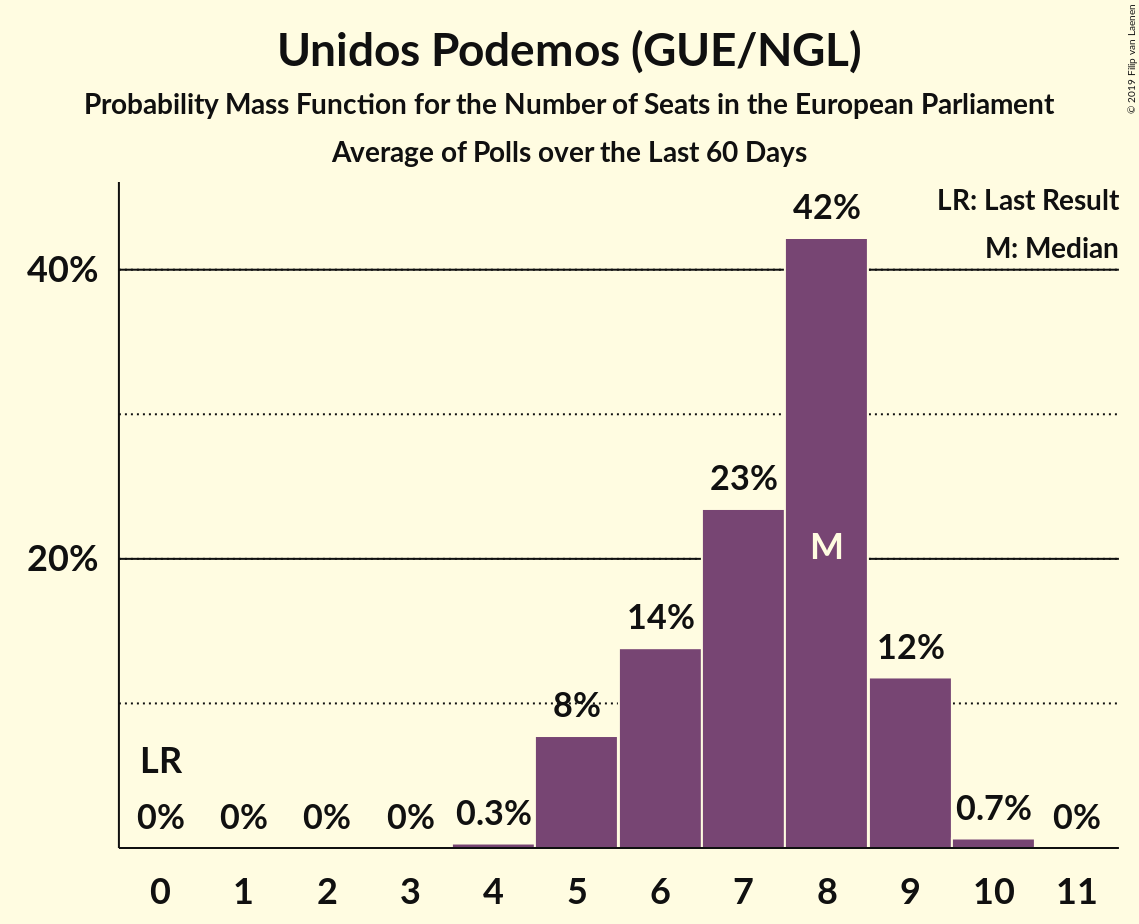 Unidos Podemos (GUE/NGL)
Probability Mass Function for the Number of Seats in the European Parliament
Average of Polls over the Last 60 Days
© 2019 Filip van Laenen
LR: Last Result
M: Median
42%
40%
23%
20%
M
14%
12%
8%
LR
0% 0% 0% 0% 0.3% 0.7% 0%
0 1 2 3 4 5 6 7 8 9 10 11